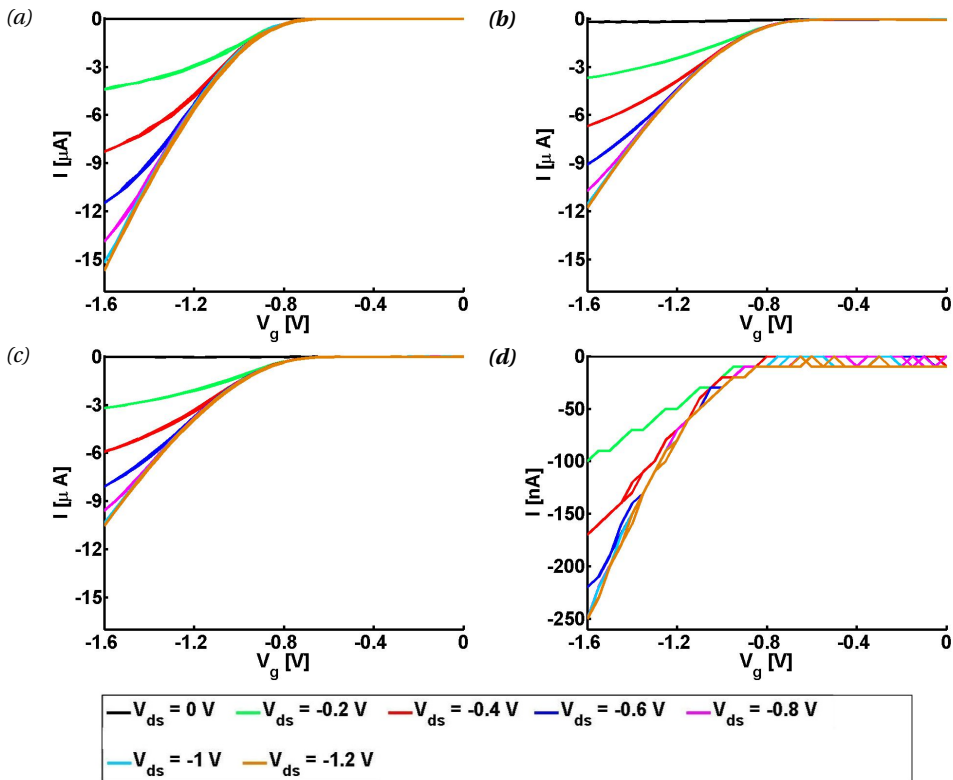 (a)
0
-3
-6
-9
-12
-15
I [μA]
-1.6 -1.2 -0.8 -0.4 0
V_g [V]
(b)
0
-3
-6
-9
-12
-15
I [μ A]
-1.6 -1.2 -0.8 -0.4 0
V_g [V]
(c)
0
-3
-6
-9
-12
-15
I [μ A]
-1.6 -1.2 -0.8 -0.4 0
V_g [V]
(d)
0
-50
-100
-150
-200
-250
I [nA]
-1.6 -1.2 -0.8 -0.4 0
V_g [V]
V_ds = 0 V V_ds = -0.2 V V_ds = -0.4 V V_ds = -0.6 V V_ds = -0.8 V
V_ds = -1 V V_ds = -1.2 V